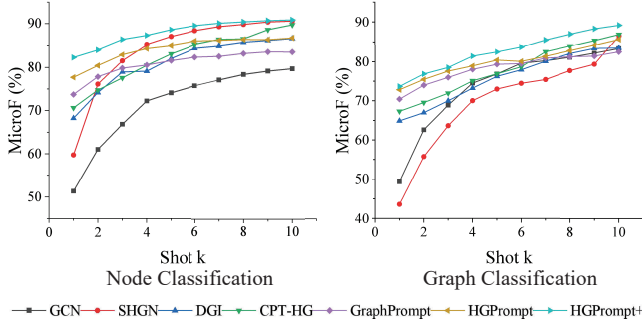 MicroF (%)
90
80
70
60
50
0 2 4 6 8 10
Shot k
Node Classification
MicroF (%)
90
80
70
60
50
40
0 2 4 6 8 10
Shot k
Graph Classification
GCN SHGN DGI CPT-HG GraphPrompt HGPrompt HGPrompt+